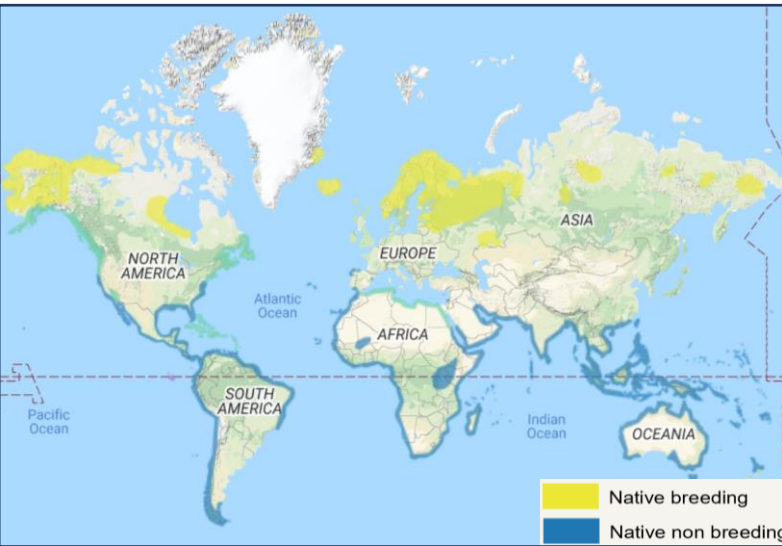 ASIA
EUROPE
NORTH
AMERICA
Atlantic
Ocean
AFRICA
SOUTH
AMERICA
Pacific
Ocean
Indian
Ocean
OCEANIA
Native breeding
Native non breeding